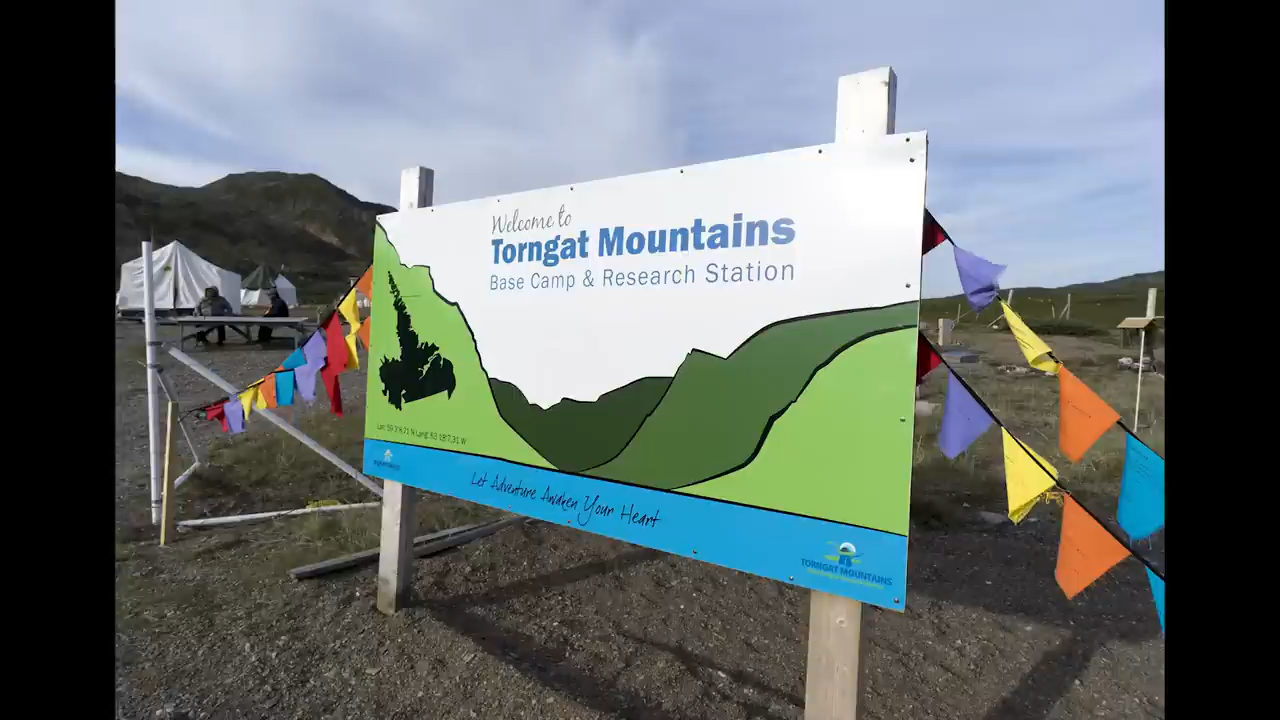 Welcome to
Torngat Mountains
Base Camp & Research Station
Let Adventure Awaken Your Heart
TORNGAT MOUNTAINS